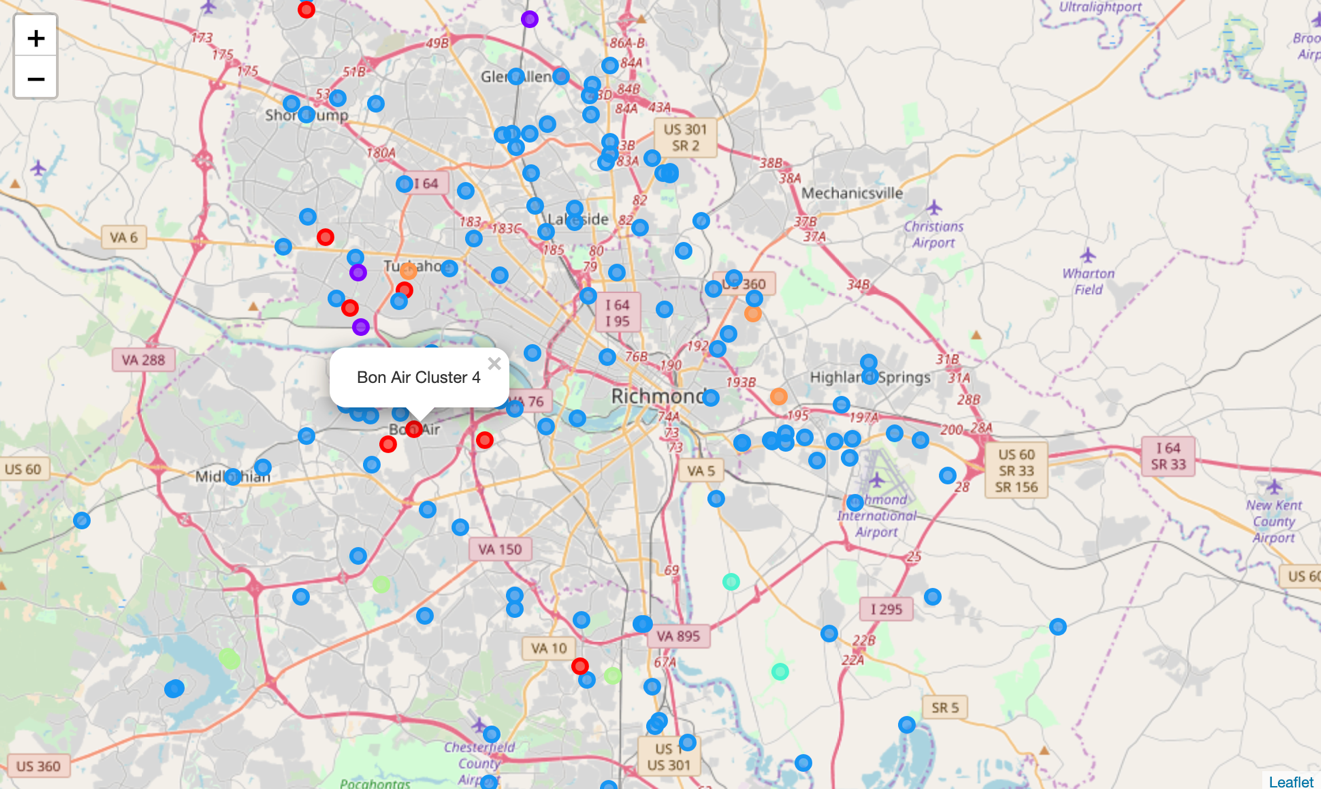 Ultralightport
173
49B
86A-B
175
175
51B
84A
+
−
53
Glen Allen
84B
3D
84A
43A
Short Pump
US 301
SR 2
180A
3B
83A
38B
38A
I 64
82
Mechanicsville
183
183C
Lakeside
82
37B
37A
Christians
Airport
VA 6
185
80
79
Tuckahoe
Wharton
Field
US 360
34B
I 64
I 95
VA 288
76B
192
190
31B
31A
Bon Air Cluster 4
×
193B
Highland Springs
28B
VA 76
Richmond
195
197A
74A
73
73
200
28A
Bon Air
US 60
Midlothian
VA 5
US 60
SR 33
SR 156
I 64
SR 33
28
Richmond
International
Airport
New Kent
County
Airport
VA 150
25
69
US 60
I 295
VA 895
22B
22A
VA 10
67A
SR 5
Chesterfield
County
Airport
US 1
US 301
US 360
Pocahontas
62
Leaflet